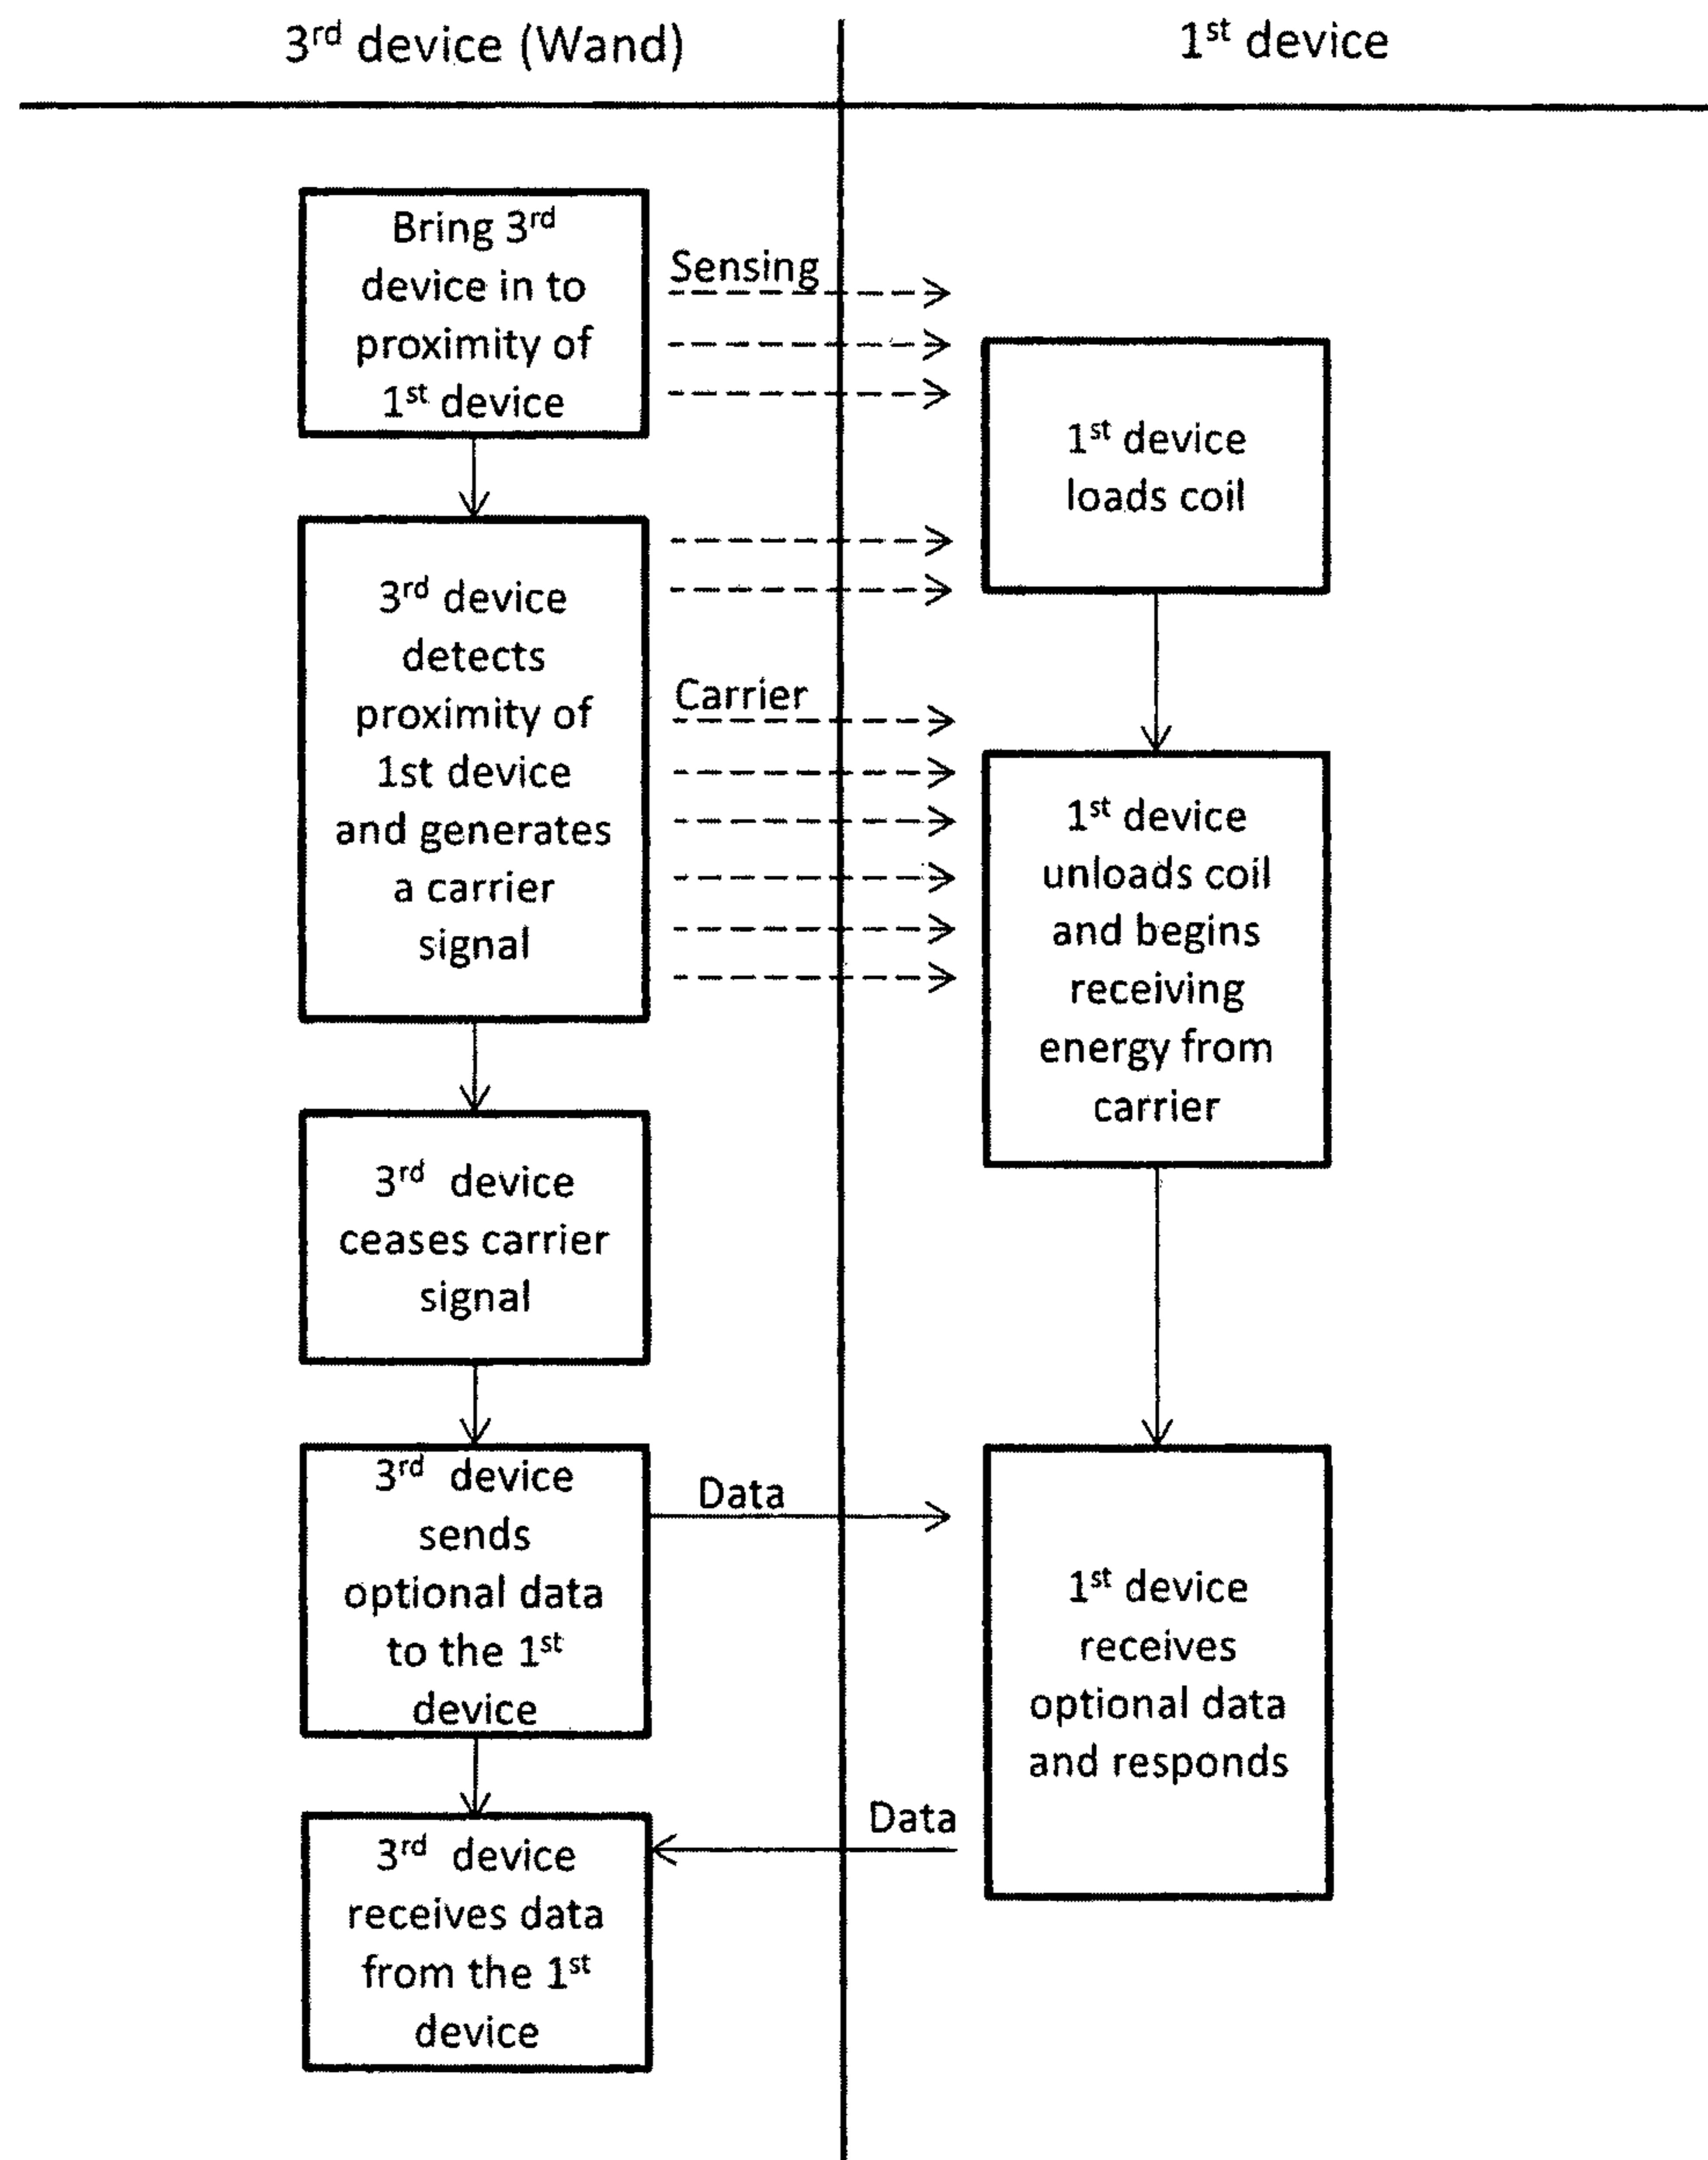 3rd device (Wand)
1st device
Bring 3rd
device in to
proximity of
1st device
Sensing
1st device
loads coil
3rd device
detects
proximity of
1st device
and generates
a carrier
signal
Carrier
1st device
unloads coil
and begins
receiving
energy from
carrier
3rd device
ceases carrier
signal
3rd device
sends
optional data
to the 1st
device
Data
1st device
receives
optional data
and responds
Data
3rd device
receives data
from the 1st
device